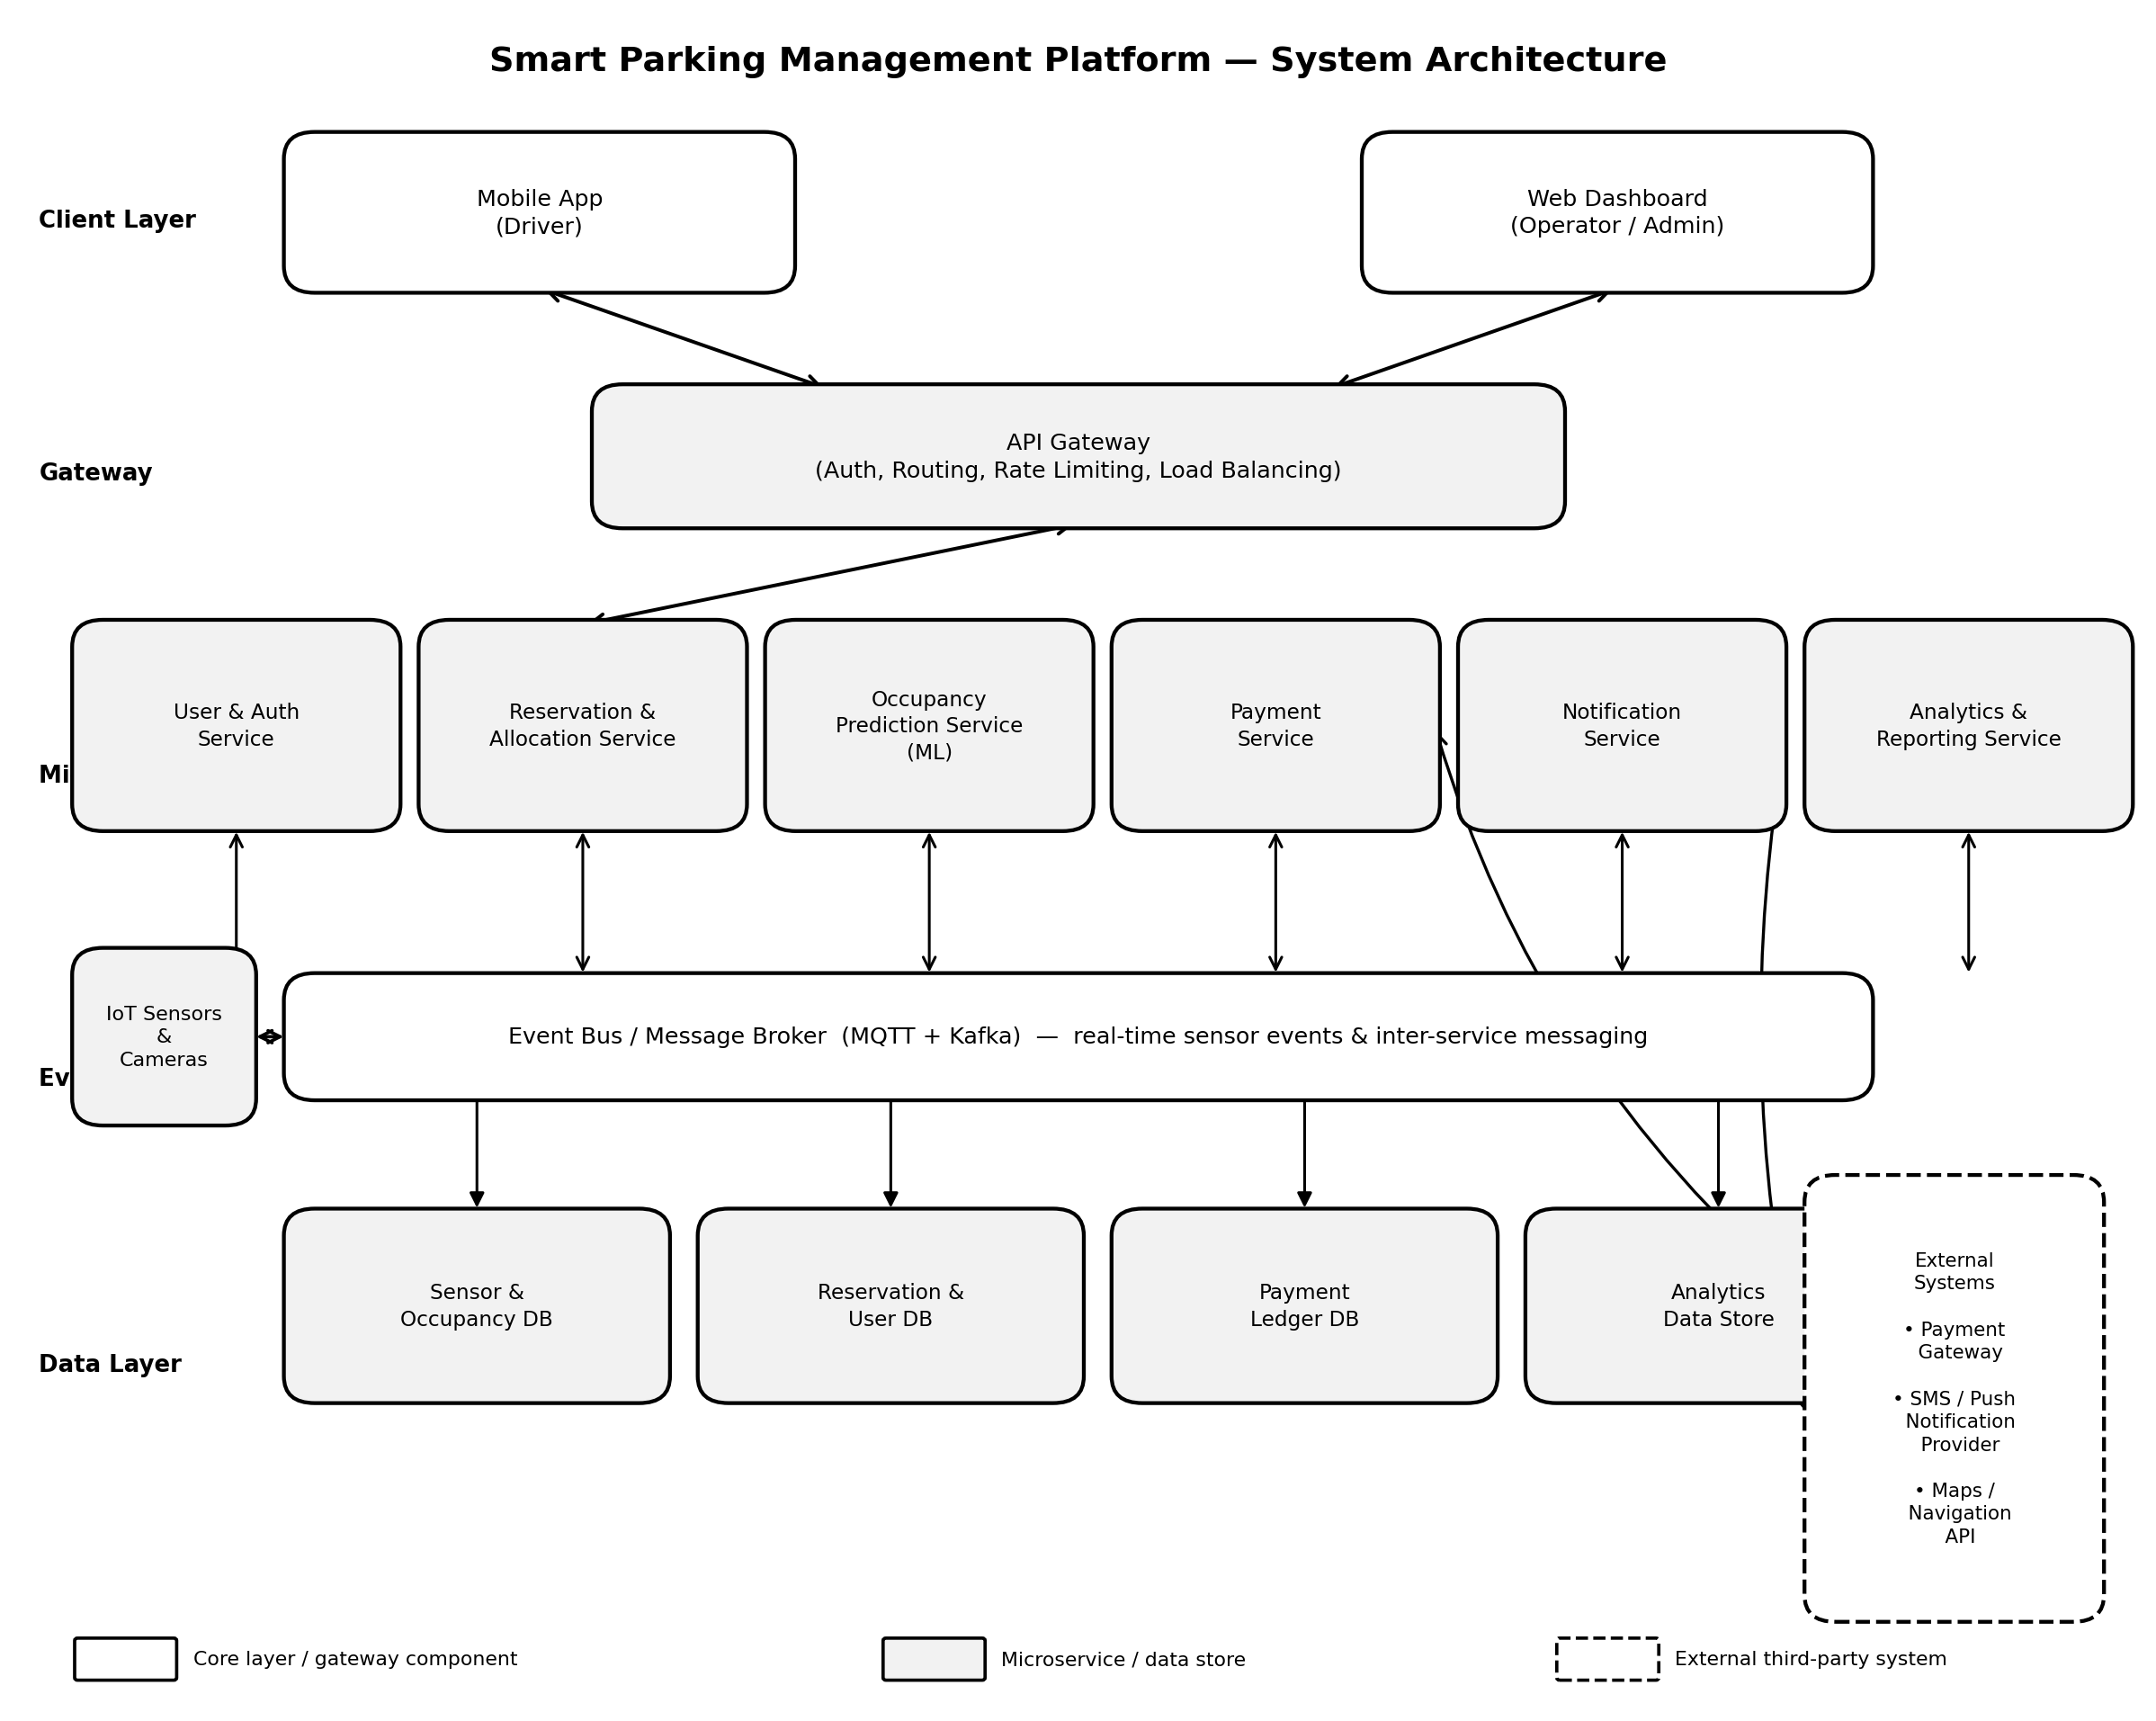 Smart Parking Management Platform — System Architecture
Client Layer
Mobile App
(Driver)
Web Dashboard
(Operator / Admin)
Gateway
API Gateway
(Auth, Routing, Rate Limiting, Load Balancing)
Mi
User & Auth
Service
Reservation &
Allocation Service
Occupancy
Prediction Service
(ML)
Payment
Service
Notification
Service
Analytics &
Reporting Service
Ev
IoT Sensors
&
Cameras
Event Bus / Message Broker (MQTT + Kafka) — real-time sensor events & inter-service messaging
Data Layer
Sensor &
Occupancy DB
Reservation &
User DB
Payment
Ledger DB
Analytics
Data Store
External
Systems
• Payment
Gateway
• SMS / Push
Notification
Provider
• Maps /
Navigation
API
Core layer / gateway component
Microservice / data store
External third-party system